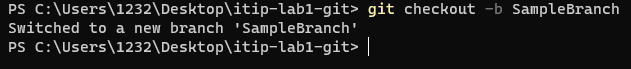 PS C:\Users\1232\Desktop\itip-lab1-git> git checkout -b SampleBranch
Switched to a new branch 'SampleBranch'
PS C:\Users\1232\Desktop\itip-lab1-git>